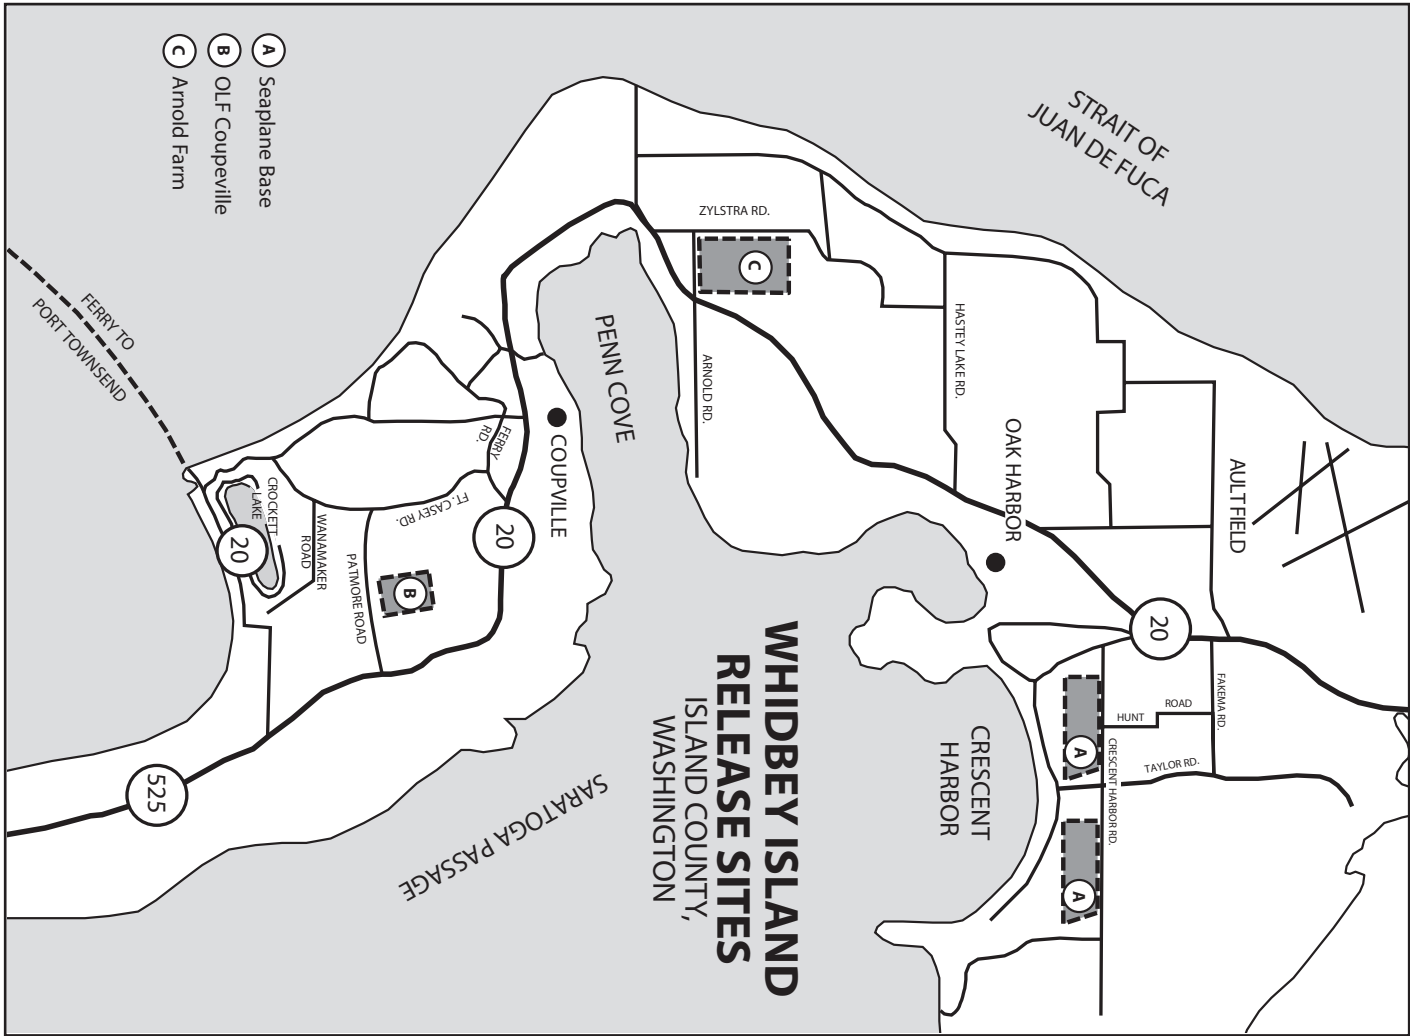 STRAIT OF
JUAN DE FUCA
AULT FIELD
FAKEMA RD.
20
HUNT
ROAD
TAYLOR RD.
CRESCENT HARBOR RD.
A
A
OAK HARBOR
HASTEY LAKE RD.
CRESCENT
HARBOR
ZYLSTRA RD.
C
ARNOLD RD.
WHIDBEY ISLAND
RELEASE SITES
ISLAND COUNTY,
WASHINGTON
PENN COVE
COUPVILLE
SARATOGA PASSAGE
FERRY
RD.
20
FT. CASEY RD.
B
PATMORE ROAD
WANAMAKER
ROAD
CROCKETT
LAKE
20
525
FERRY TO
PORT TOWNSEND
A Seaplane Base
B OLF Coupeville
C Arnold Farm